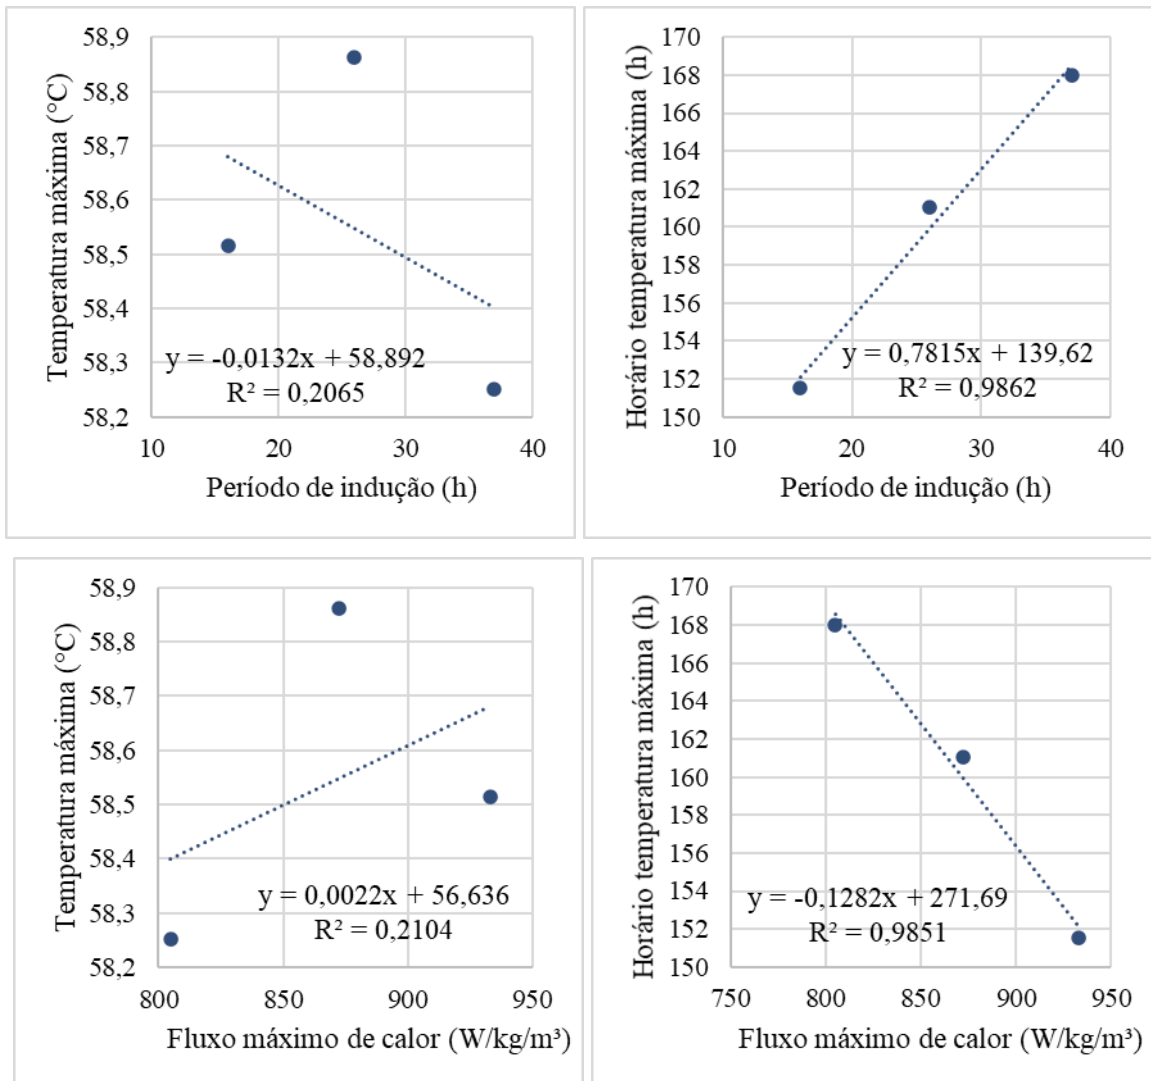 Temperatura máxima (°C)
58,9
58,8
58,7
58,6
58,5
58,4
58,3
58,2
y = -0,0132x + 58,892
R² = 0,2065
10 20 30 40
Período de indução (h)
Horário temperatura máxima (h)
170
168
166
164
162
160
158
156
154
152
150
y = 0,7815x + 139,62
R² = 0,9862
10 20 30 40
Período de indução (h)
Temperatura máxima (°C)
58,9
58,8
58,7
58,6
58,5
58,4
58,3
58,2
y = 0,0022x + 56,636
R² = 0,2104
800 850 900 950
Fluxo máximo de calor (W/kg/m³)
Horário temperatura máxima (h)
170
168
166
164
162
160
158
156
154
152
150
y = -0,1282x + 271,69
R² = 0,9851
750 800 850 900 950
Fluxo máximo de calor (W/kg/m³)